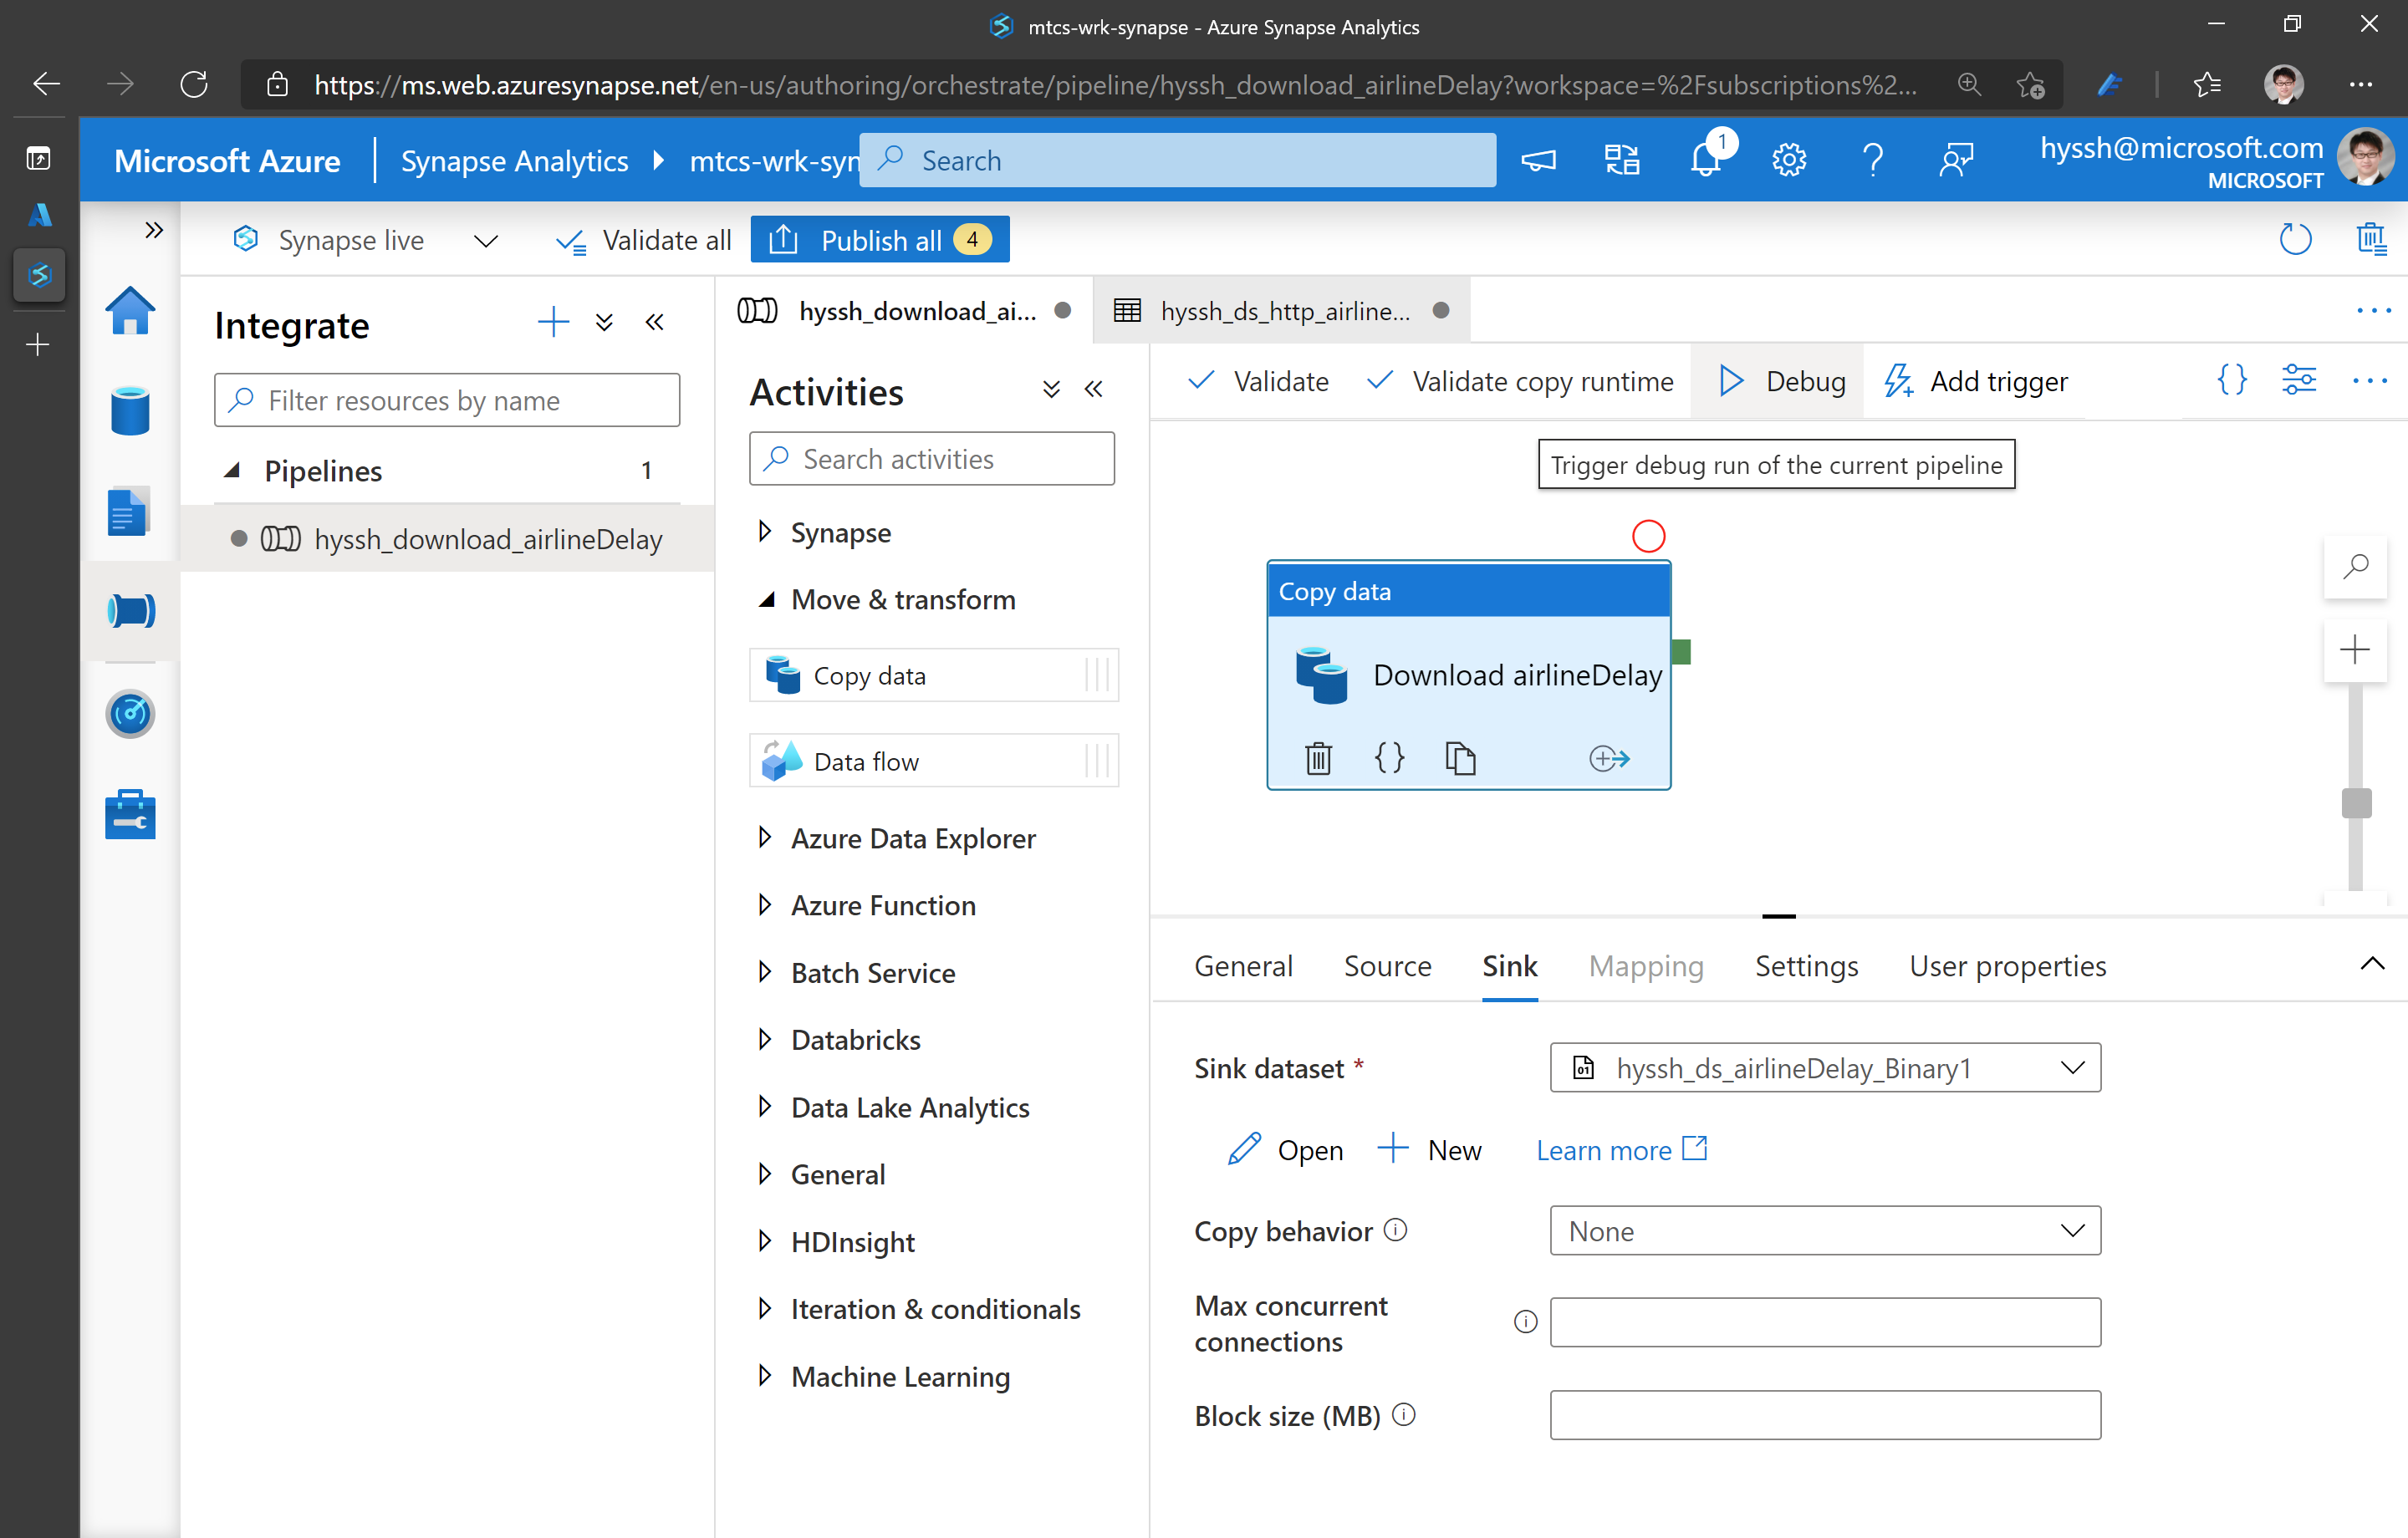 mtcs-wrk-synapse - Azure Synapse Analytics
https://ms.web.azuresynapse.net/en-us/authoring/orchestrate/pipeline/hyssh_download_airlineDelay?workspace=%2Fsubscriptions%2...
Microsoft Azure
Synapse Analytics
mtcs-wrk-syn
Search
1
hyssh@microsoft.com
MICROSOFT
Synapse live
Validate all
Publish all 4
Integrate
Filter resources by name
Pipelines 1
hyssh_download_airlineDelay
hyssh_download_ai...
hyssh_ds_http_airline...
Activities
Search activities
Synapse
Move & transform
Copy data
Data flow
Azure Data Explorer
Azure Function
Batch Service
Databricks
Data Lake Analytics
General
HDInsight
Iteration & conditionals
Machine Learning
Validate
Validate copy runtime
Debug
Add trigger
Trigger debug run of the current pipeline
Copy data
Download airlineDelay
General
Source
Sink
Mapping
Settings
User properties
Sink dataset *
01
hyssh_ds_airlineDelay_Binary1
Open
New
Learn more
Copy behavior
None
Max concurrent
connections
Block size (MB)